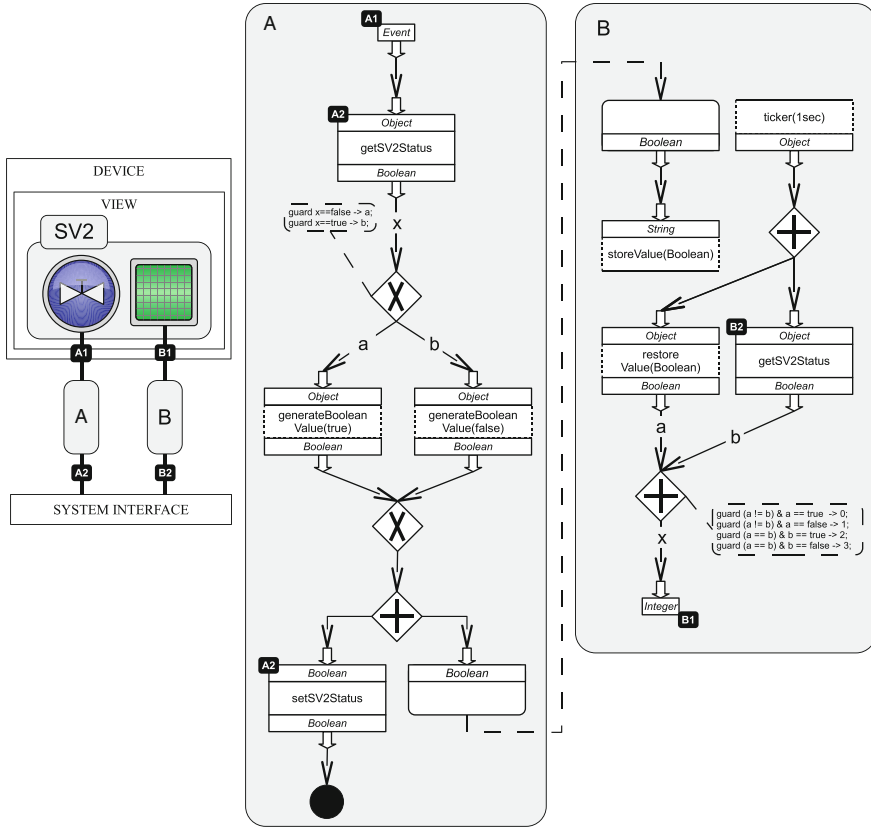 DEVICE
VIEW
SV2
A1
B1
A
B
A2
B2
SYSTEM INTERFACE
A
A1
Event
A2
Object
getSV2Status
Boolean
guard x==false -> a;
guard x==true -> b;
x
X
a
b
Object
generateBoolean
Value(true)
Boolean
Object
generateBoolean
Value(false)
Boolean
X
A2
Boolean
setSV2Status
Boolean
Boolean
B
Boolean
ticker(1sec)
Object
String
storeValue(Boolean)
Object
restore
Value(Boolean)
Boolean
B2
Object
getSV2Status
Boolean
a
b
guard (a != b) & a == true -> 0;
guard (a != b) & a == false -> 1;
guard (a == b) & b == true -> 2;
guard (a == b) & b == false -> 3;
x
Integer
B1